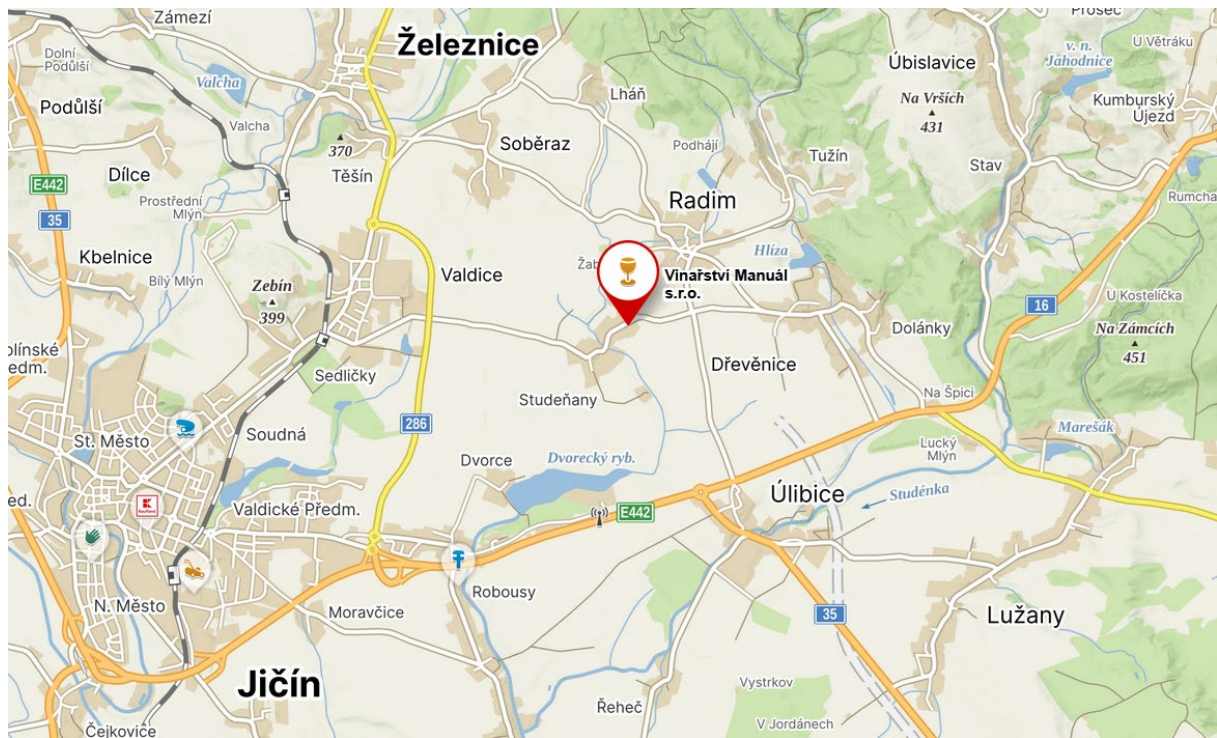 Zámezí
Železnice
Prosec
U Větráku
Dolní
Podůlší
Valcha
Úbislavice
v. n.
Jahodnice
Podůlší
Lháň
Na Vrších
431
Kumburský
Újezd
Valcha
370
Soběraz
Podhájí
Tužín
Stav
Dílce
Těšín
E442
35
Prostřední
Mlýn
Radim
Rumcha
Kbelnice
Valdice
Žab
Hlíza
Bílý Mlýn
Zebín
399
Vinařství Manuál
s.r.o.
16
U Kostelíčka
Dolánky
Na Zámcích
451
olínské
edm.
Sedličky
Dřevěnice
Studeňany
Na Špici
286
St. Město
Soudná
Dvorce
Dvorecký ryb.
Lucký
Mlýn
Marešák
ed.
Kaufland
Valdické Předm.
E442
Úlibice
Studénka
N. Město
Moravčice
Robousy
35
Lužany
Jičín
Vystrkov
Řeheč
V Jordánech
Čejkovice